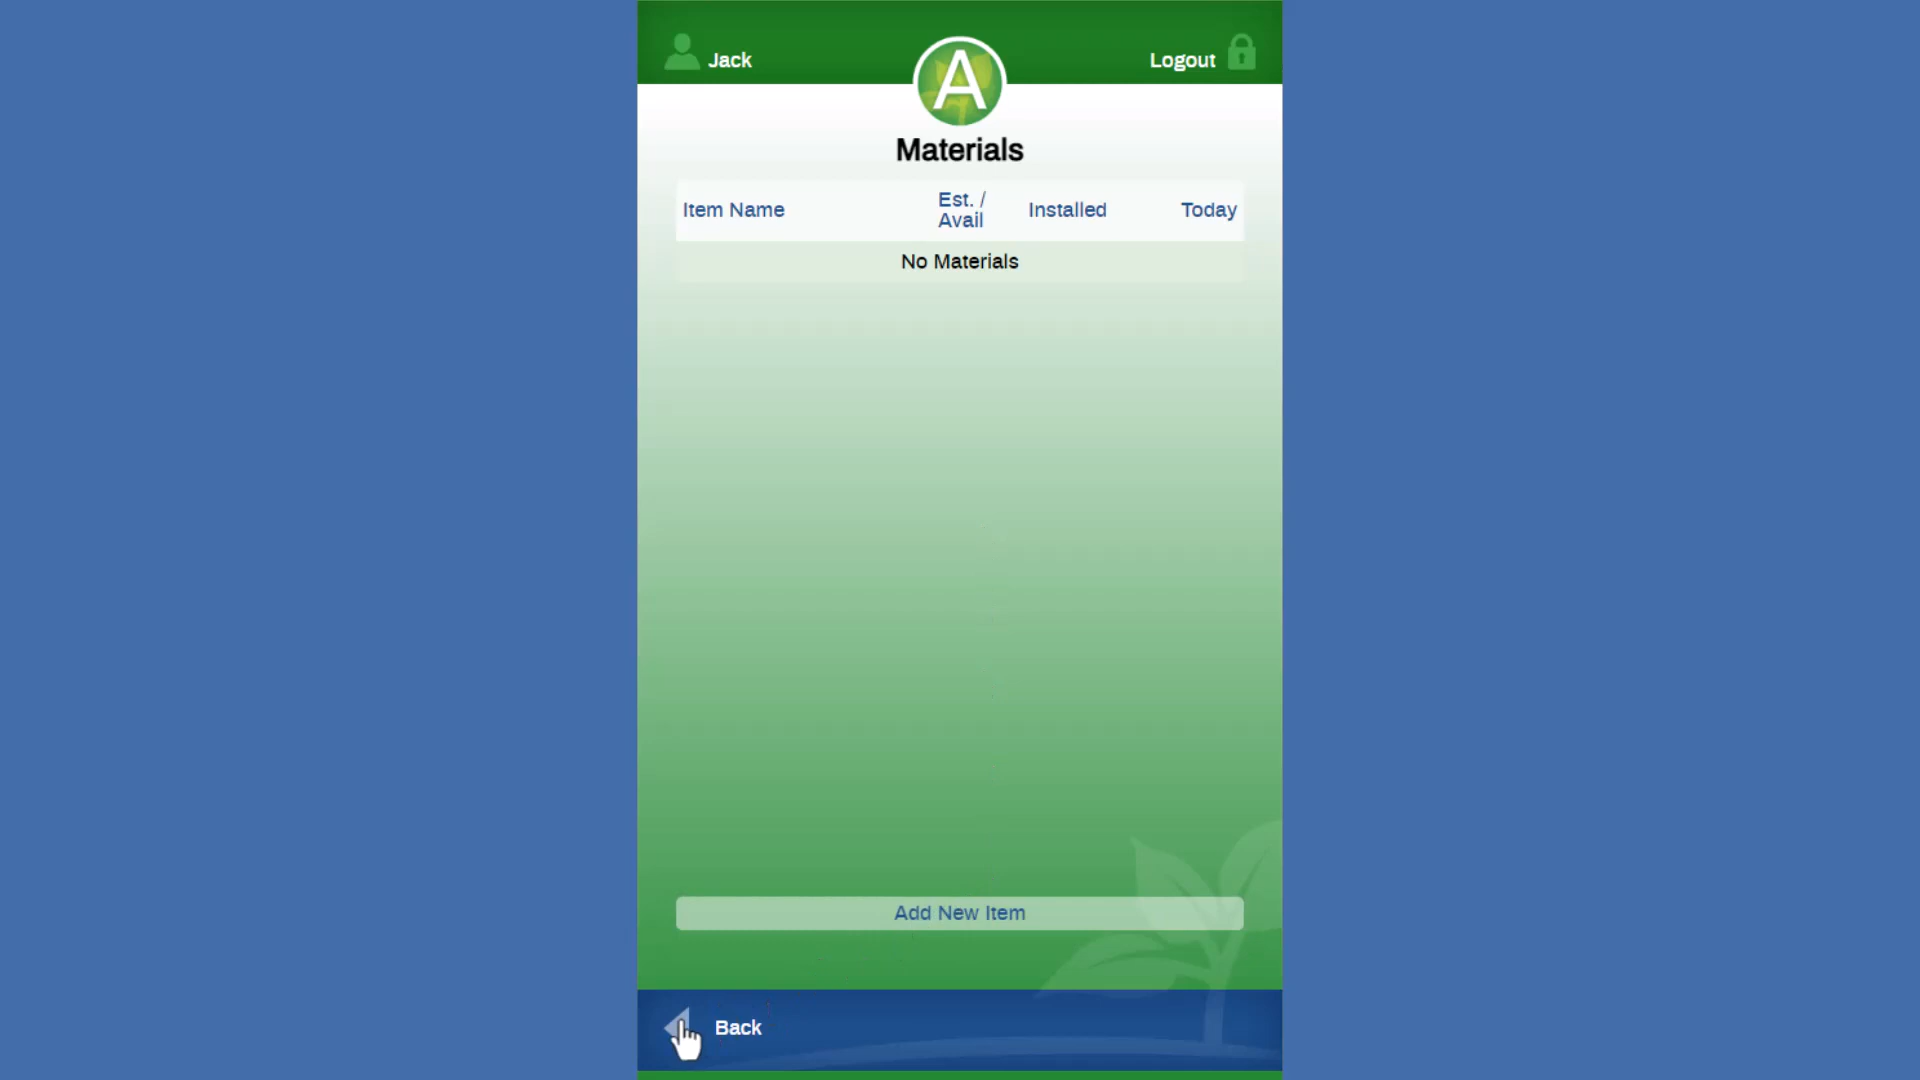 Jack
A
Logout
Materials
Item Name
Est. /
Avail
Installed
Today
No Materials
Add New Item
Back